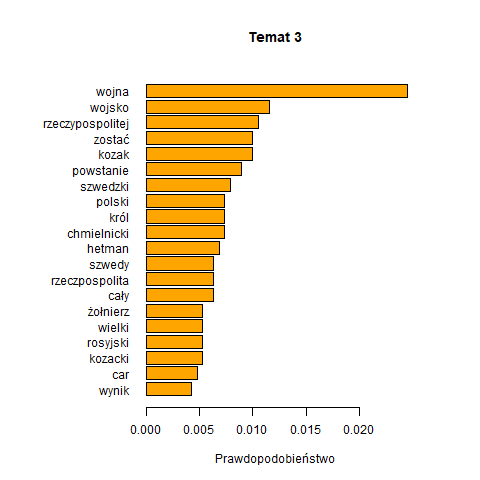 Temat 3
wojna
wojsko
rzeczypospolitej
zostać
kozak
powstanie
szwedzki
polski
król
chmielnicki
hetman
szwedy
rzeczpospolita
cały
żołnierz
wielki
rosyjski
kozacki
car
wynik
0.000 0.005 0.010 0.015 0.020
Prawdopodobieństwo